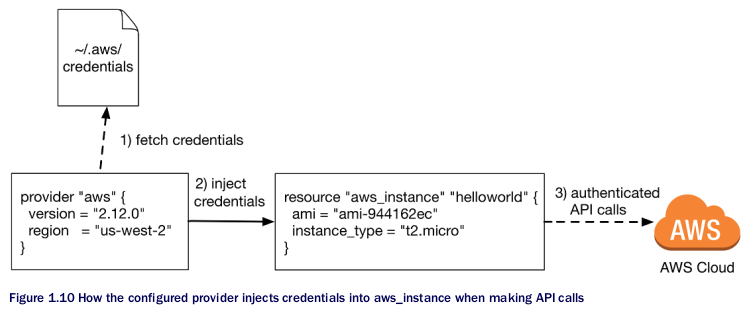 ~/.aws/
credentials
1) fetch credentials
provider "aws" {
version = "2.12.0"
region = "us-west-2"
}
2) inject
credentials
resource "aws_instance" "helloworld" {
ami = "ami-944162ec"
instance_type = "t2.micro"
}
3) authenticated
API calls
AWS
AWS Cloud
Figure 1.10 How the configured provider injects credentials into aws_instance when making API calls